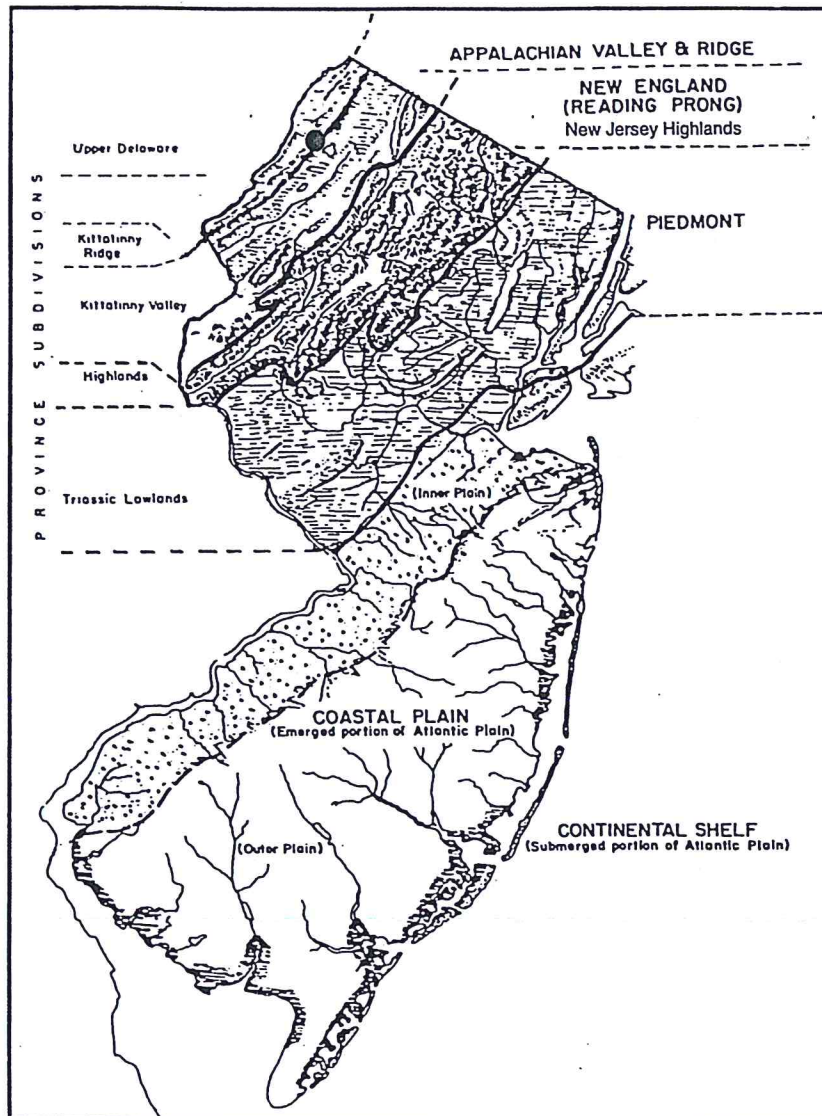 APPALACHIAN VALLEY & RIDGE
NEW ENGLAND
(READING PRONG)
New Jersey Highlands
PIEDMONT
PROVINCE SUBDIVISIONS
Upper Delaware
Kittatinny
Ridge
Kittatinny Valley
Highlands
Triassic Lowlands
(Inner Plain)
COASTAL PLAIN
(Emerged portion of Atlantic Plain)
(Outer Plain)
CONTINENTAL SHELF
(Submerged portion of Atlantic Plain)